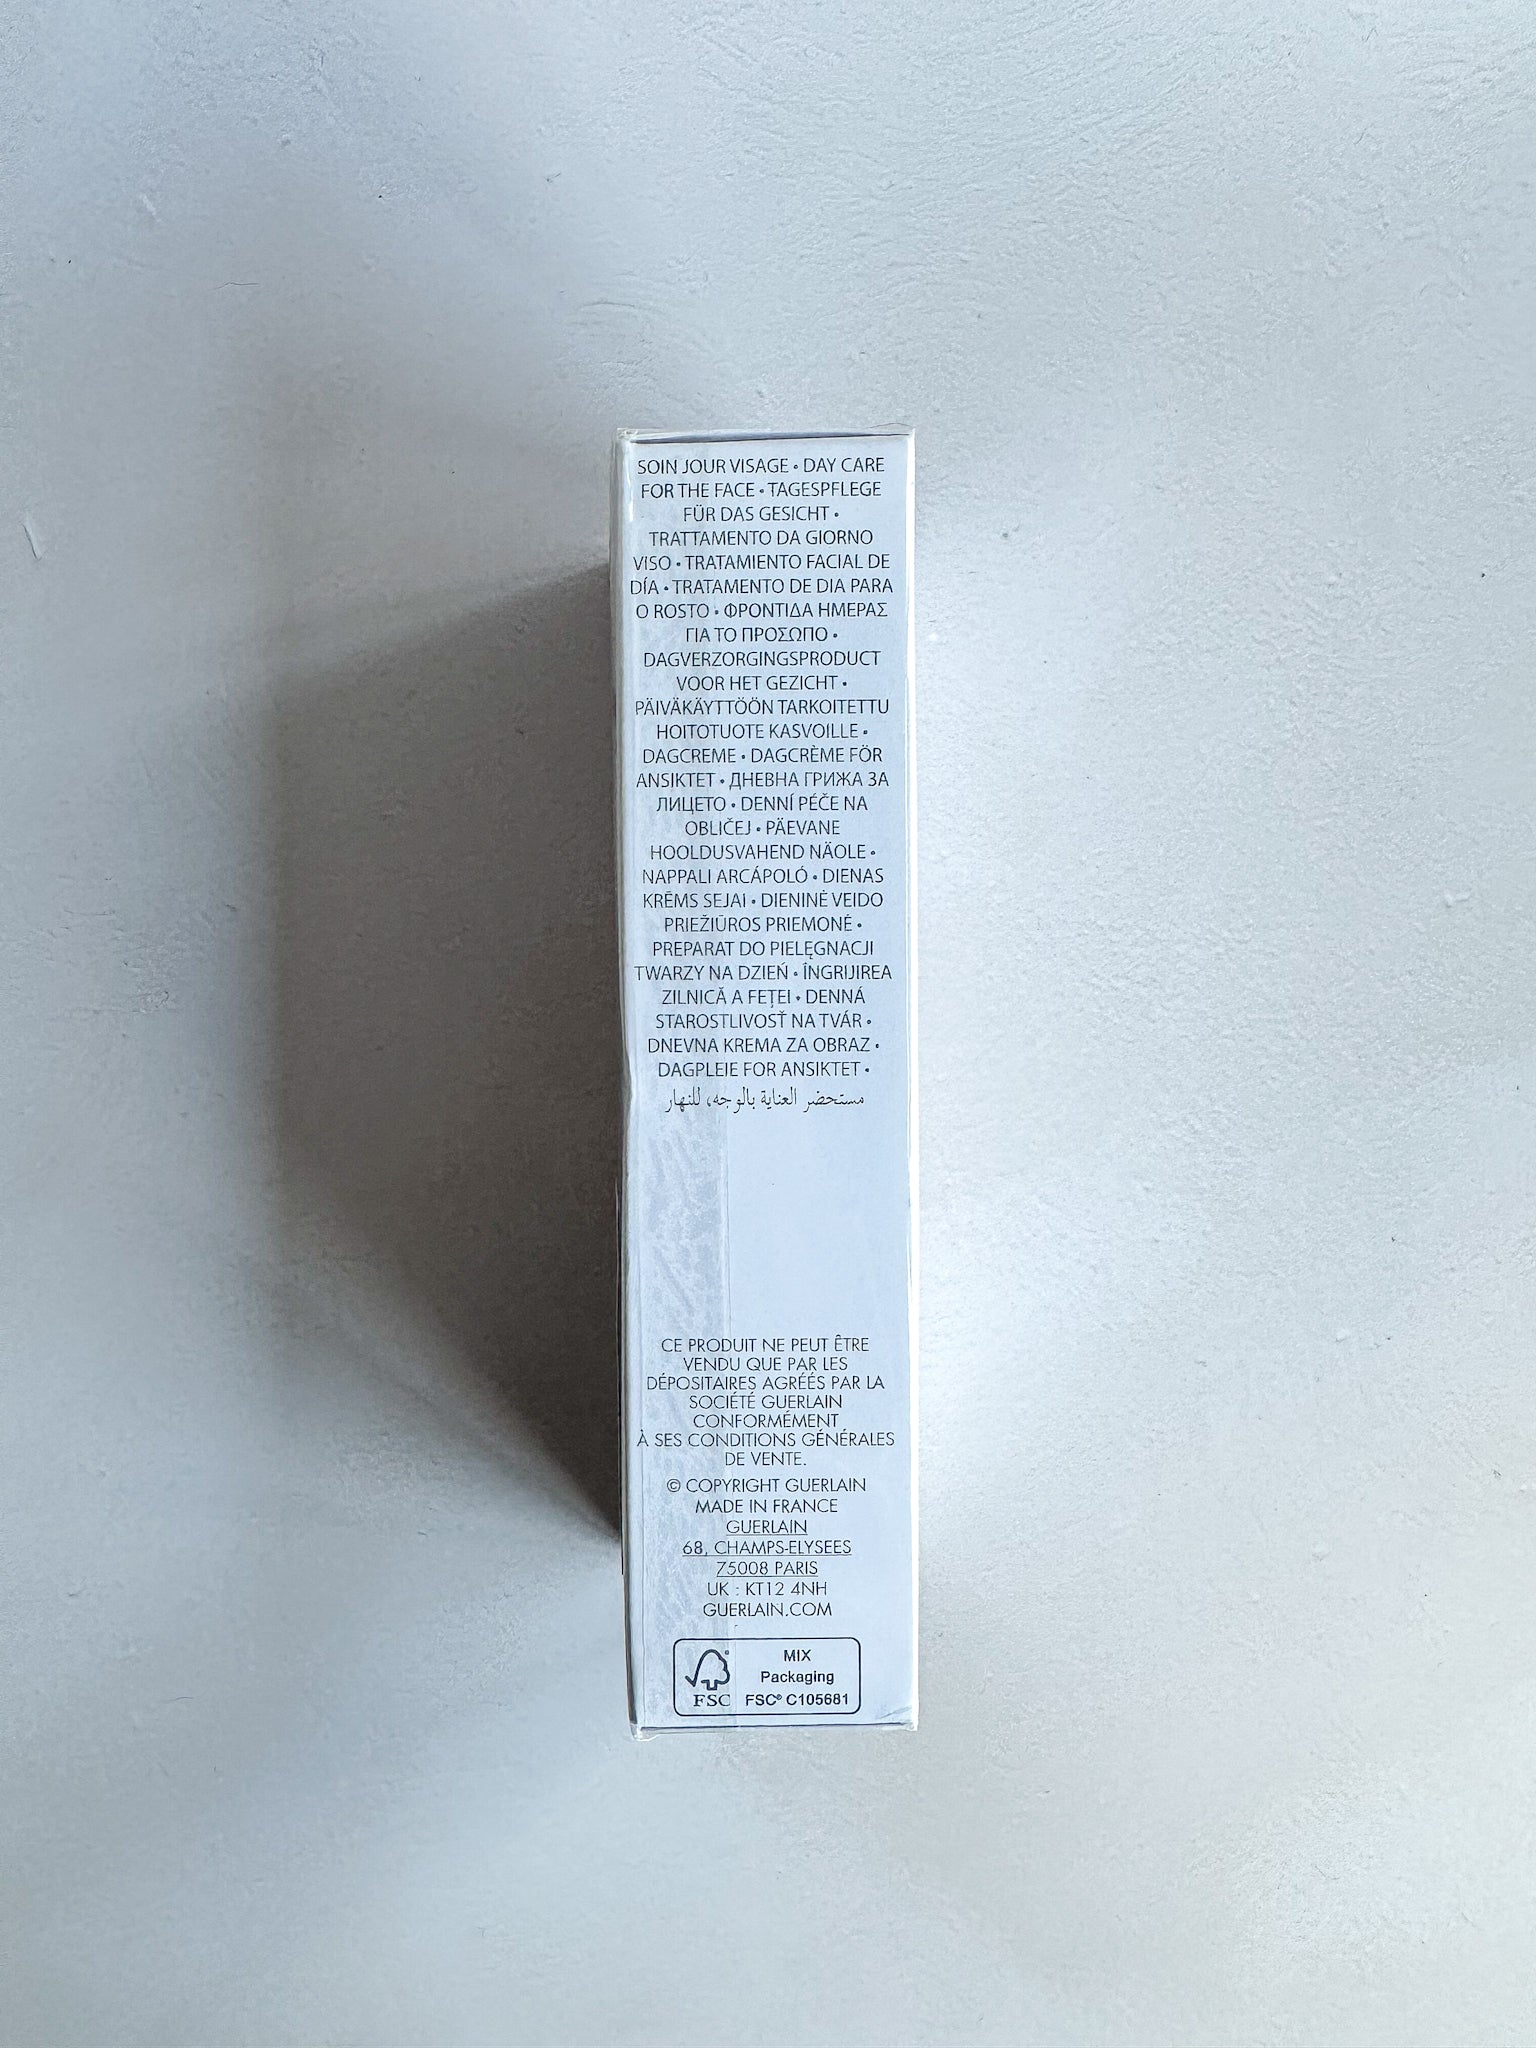 SOIN JOUR VISAGE • DAY CARE
FOR THE FACE • TAGESPFLEGE
FÜR DAS GESICHT •
TRATTAMENTO DA GIORNO
VISO • TRATAMIENTO FACIAL DE
DÍA • TRATAMENTO DE DIA PARA
O ROSTO • ΦΡΟΝΤΙΔΑ ΗΜΕΡΑΣ
ΓΙΑ ΤΟ ΠΡΟΣΩΠΟ •
DAGVERZORGINGSPRODUCT
VOOR HET GEZICHT •
PÄIVÄKÄYTTÖÖN TARKOITETTU
HOITOTUOTE KASVOILLE •
DAGCREME • DAGCRÈME FÖR
ANSIKTET • ДНЕВНА ГРИЖА ЗА
ЛИЦЕТО • DENNÍ PÉČE NA
OBLIČEJ • PÄEVANE
HOOLDUSVAHEND NÄOLE •
NAPPALI ARCÁPOLÓ • DIENAS
KRĒMS SEJAI • DIENINĖ VEIDO
PRIEŽIŪROS PRIEMONĖ •
PREPARAT DO PIELĘGNACJI
TWARZY NA DZIEŃ • ÎNGRIJIREA
ZILNICĂ A FEȚEI • DENNÁ
STAROSTLIVOSŤ NA TVÁR •
DNEVNA KREMA ZA OBRAZ •
DAGPLEIE FOR ANSIKTET •
مستحضر العناية بالوجه، للنهار
CE PRODUIT NE PEUT ÊTRE
VENDU QUE PAR LES
DÉPOSITAIRES AGRÉÉS PAR LA
SOCIÉTÉ GUERLAIN
CONFORMÉMENT
À SES CONDITIONS GÉNÉRALES
DE VENTE.
© COPYRIGHT GUERLAIN
MADE IN FRANCE
GUERLAIN
68, CHAMPS-ELYSEES
75008 PARIS
UK : KT12 4NH
GUERLAIN.COM
MIX
Packaging
FSC FSC® C105681